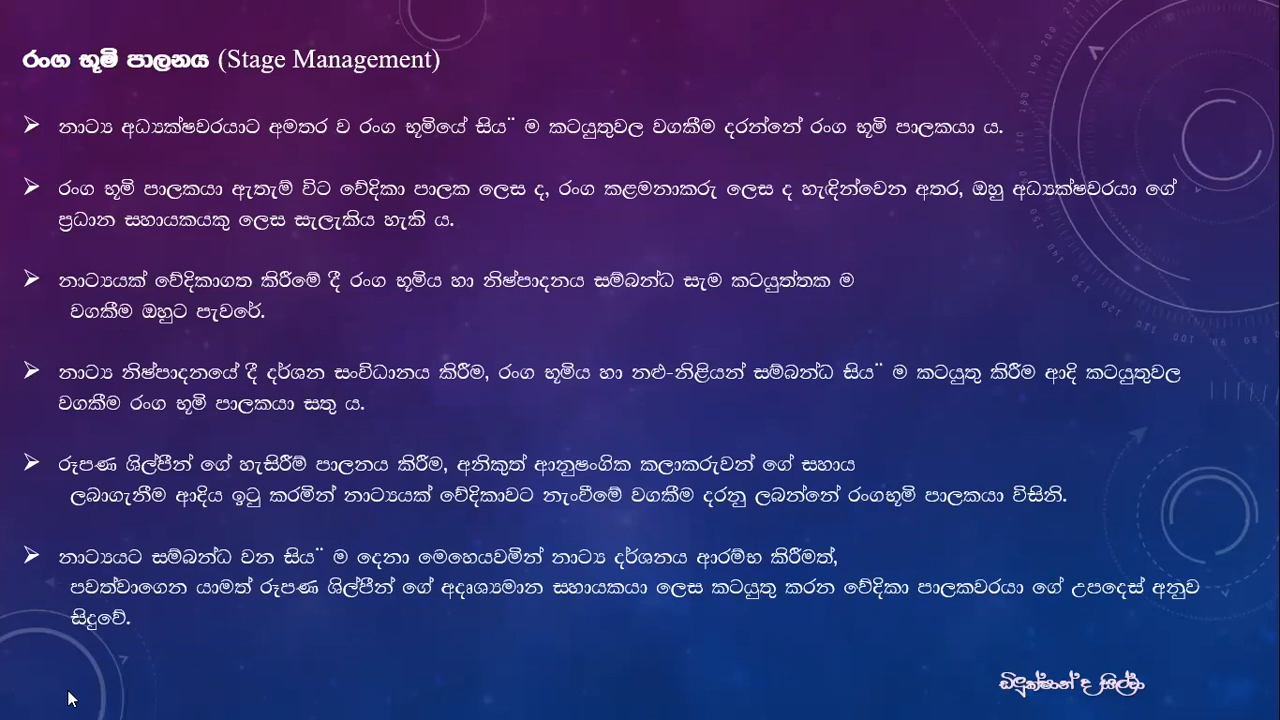 රංග භූමි පාලනය (Stage Management)
➢ නාට්‍ය අධ්‍යක්ෂවරයාට අමතර ව රංග භූමියේ සිය¨ ම කටයුතුවල වගකීම දරන්නේ රංග භූමි පාලකයා ය.
➢ රංග භූමි පාලකයා ඇතැම් විට වේදිකා පාලක ලෙස ද, රංග කළමනාකරු ලෙස ද හැඳින්වෙන අතර, ඔහු අධ්‍යක්ෂවරයා ගේ
ප්‍රධාන සහායකයකු ලෙස සැලැකිය හැකි ය.
➢ නාට්‍යයක් වේදිකාගත කිරීමේ දී රංග භූමිය හා නිෂ්පාදනය සම්බන්ධ සැම කටයුත්තක ම
වගකීම ඔහුට පැවරේ.
➢ නාට්‍ය නිෂ්පාදනයේ දී දර්ශන සංවිධානය කිරීම, රංග භූමිය හා නළු-නිළියන් සම්බන්ධ සිය¨ ම කටයුතු කිරීම ආදි කටයුතුවල
වගකීම රංග භූමි පාලකයා සතු ය.
➢ රූපණ ශිල්පීන් ගේ හැසිරීම් පාලනය කිරීම, අනිකුත් ආනුෂංගික කලාකරුවන් ගේ සහාය
ලබාගැනීම ආදිය ඉටු කරමින් නාට්‍යයක් වේදිකාවට නැංවීමේ වගකීම දරනු ලබන්නේ රංගභූමි පාලකයා විසිනි.
➢ නාට්‍යයට සම්බන්ධ වන සිය¨ ම දෙනා මෙහෙයවමින් නාට්‍ය දර්ශනය ආරම්භ කිරීමත්,
පවත්වාගෙන යාමත් රූපණ ශිල්පීන් ගේ අදෘශ්‍යමාන සහායකයා ලෙස කටයුතු කරන වේදිකා පාලකවරයා ගේ උපදෙස් අනුව
සිදුවේ.
ඩිලුක්ෂාන් ද සිල්වා